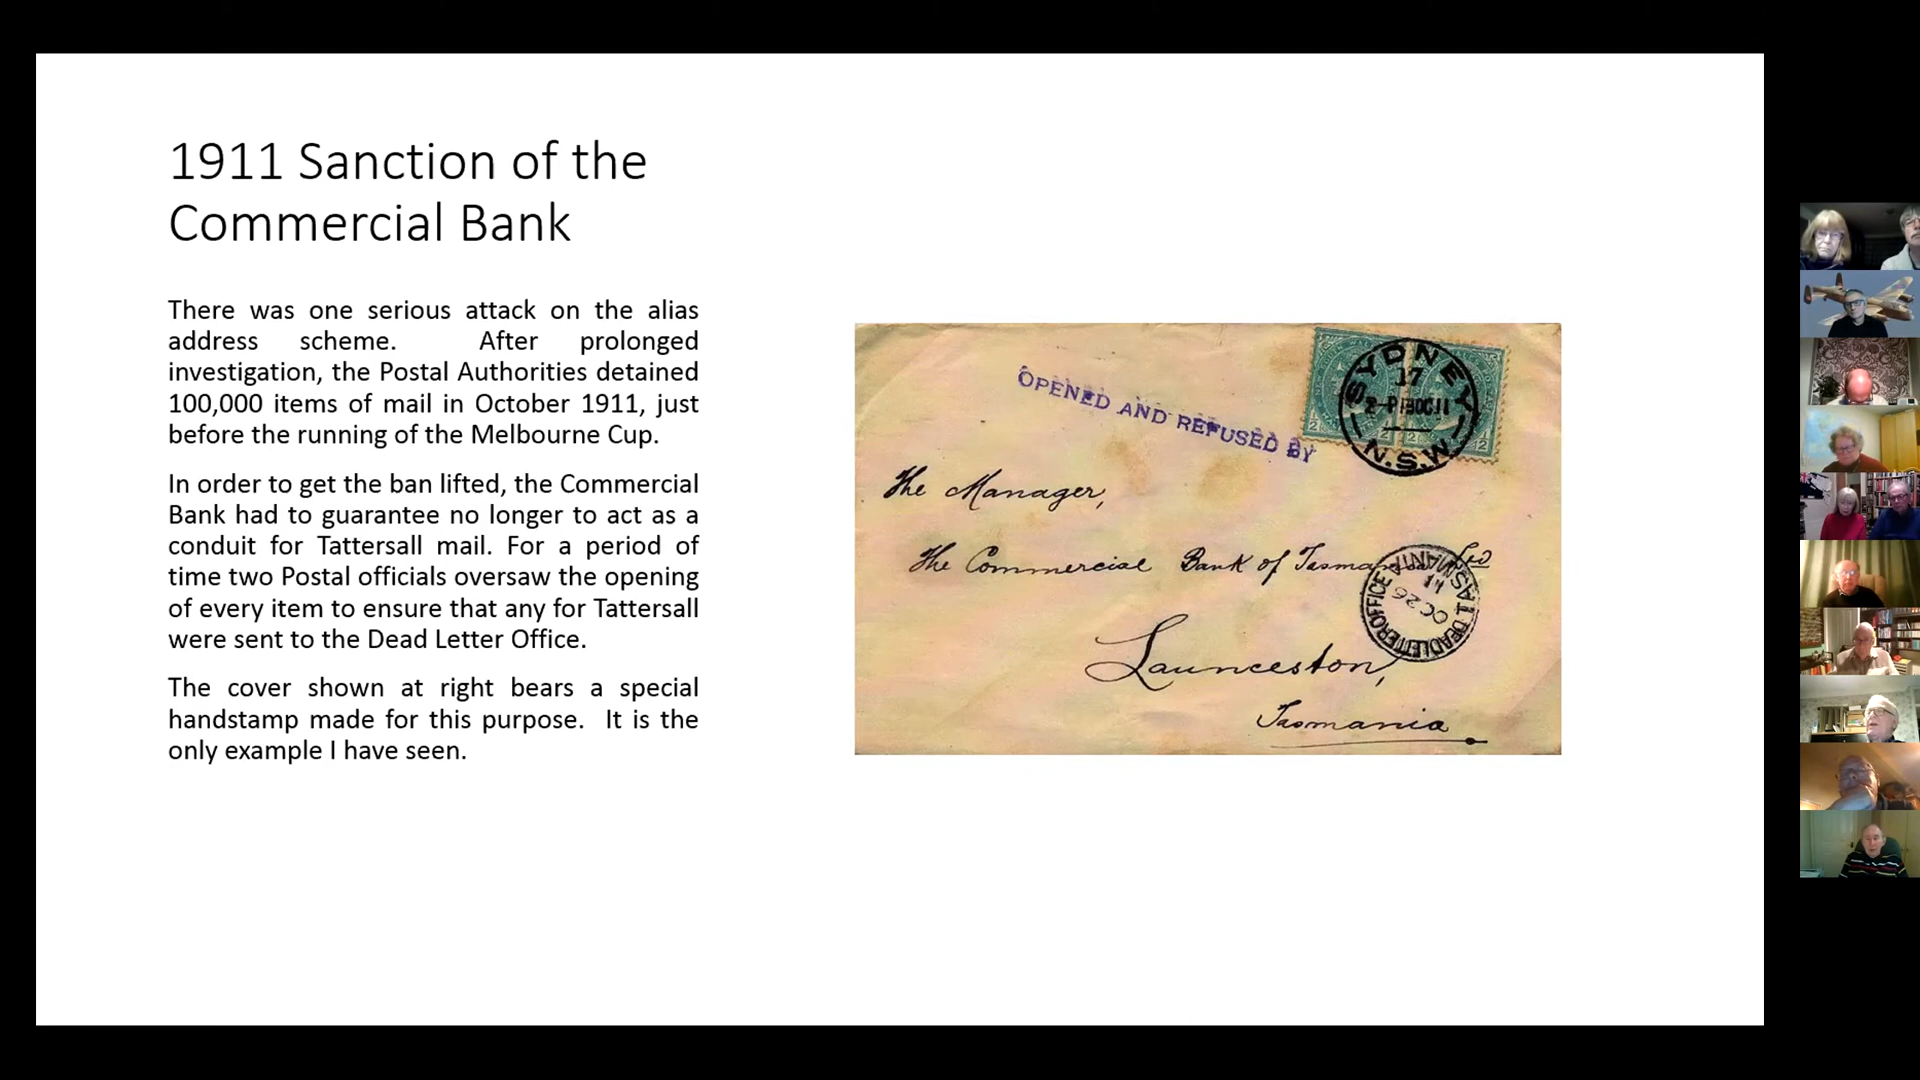 1911 Sanction of the
Commercial Bank
There was one serious attack on the alias
address scheme. After prolonged
investigation, the Postal Authorities detained
100,000 items of mail in October 1911, just
before the running of the Melbourne Cup.
In order to get the ban lifted, the Commercial
Bank had to guarantee no longer to act as a
conduit for Tattersall mail. For a period of
time two Postal officials oversaw the opening
of every item to ensure that any for Tattersall
were sent to the Dead Letter Office.
The cover shown at right bears a special
handstamp made for this purpose. It is the
only example I have seen.
OPENED AND REFUSED BY
SYDNEY
17
N.S.W
The Manager,
The Commercial Bank of Tasmania Ltd
DEAD LETTER OFFICE TASMANIA
OC 26
11
Launceston,
Tasmania